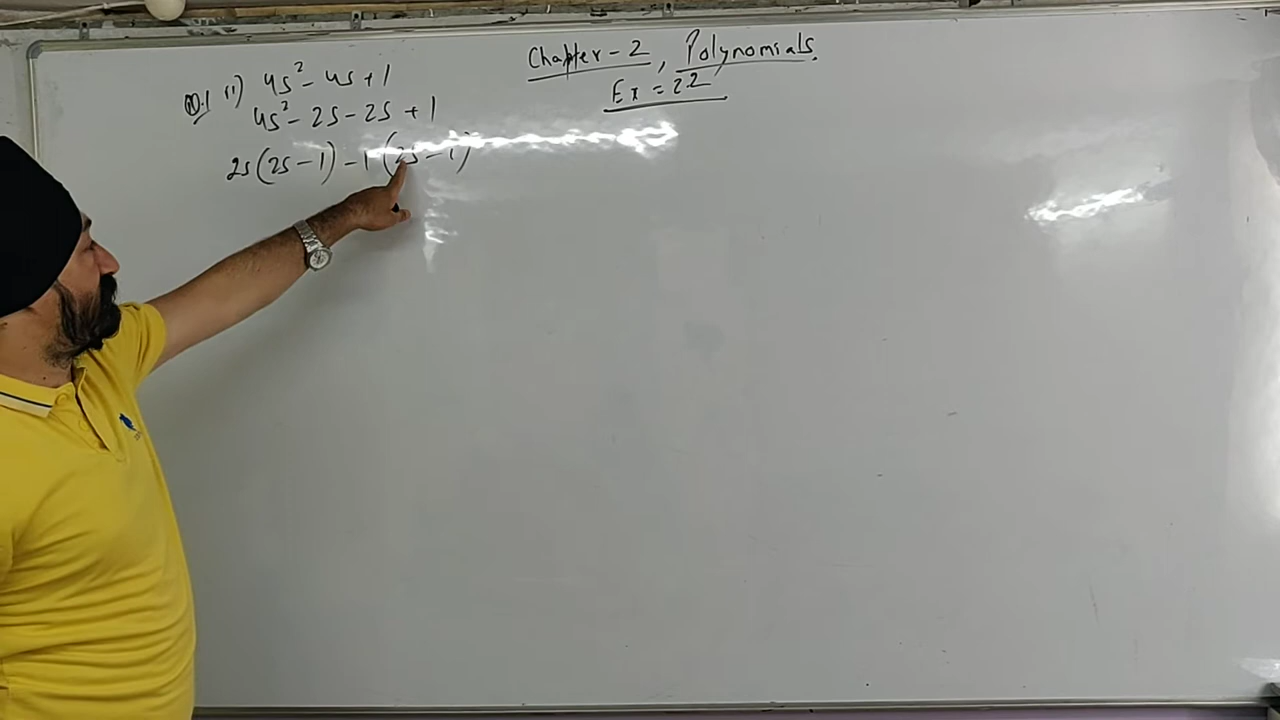 Chapter-2, Polynomials.
Ex = 2.2
Q.1 (ii) 4s² - 4s + 1
4s² - 2s - 2s + 1
2s(2s - 1) - 1(2s - 1)